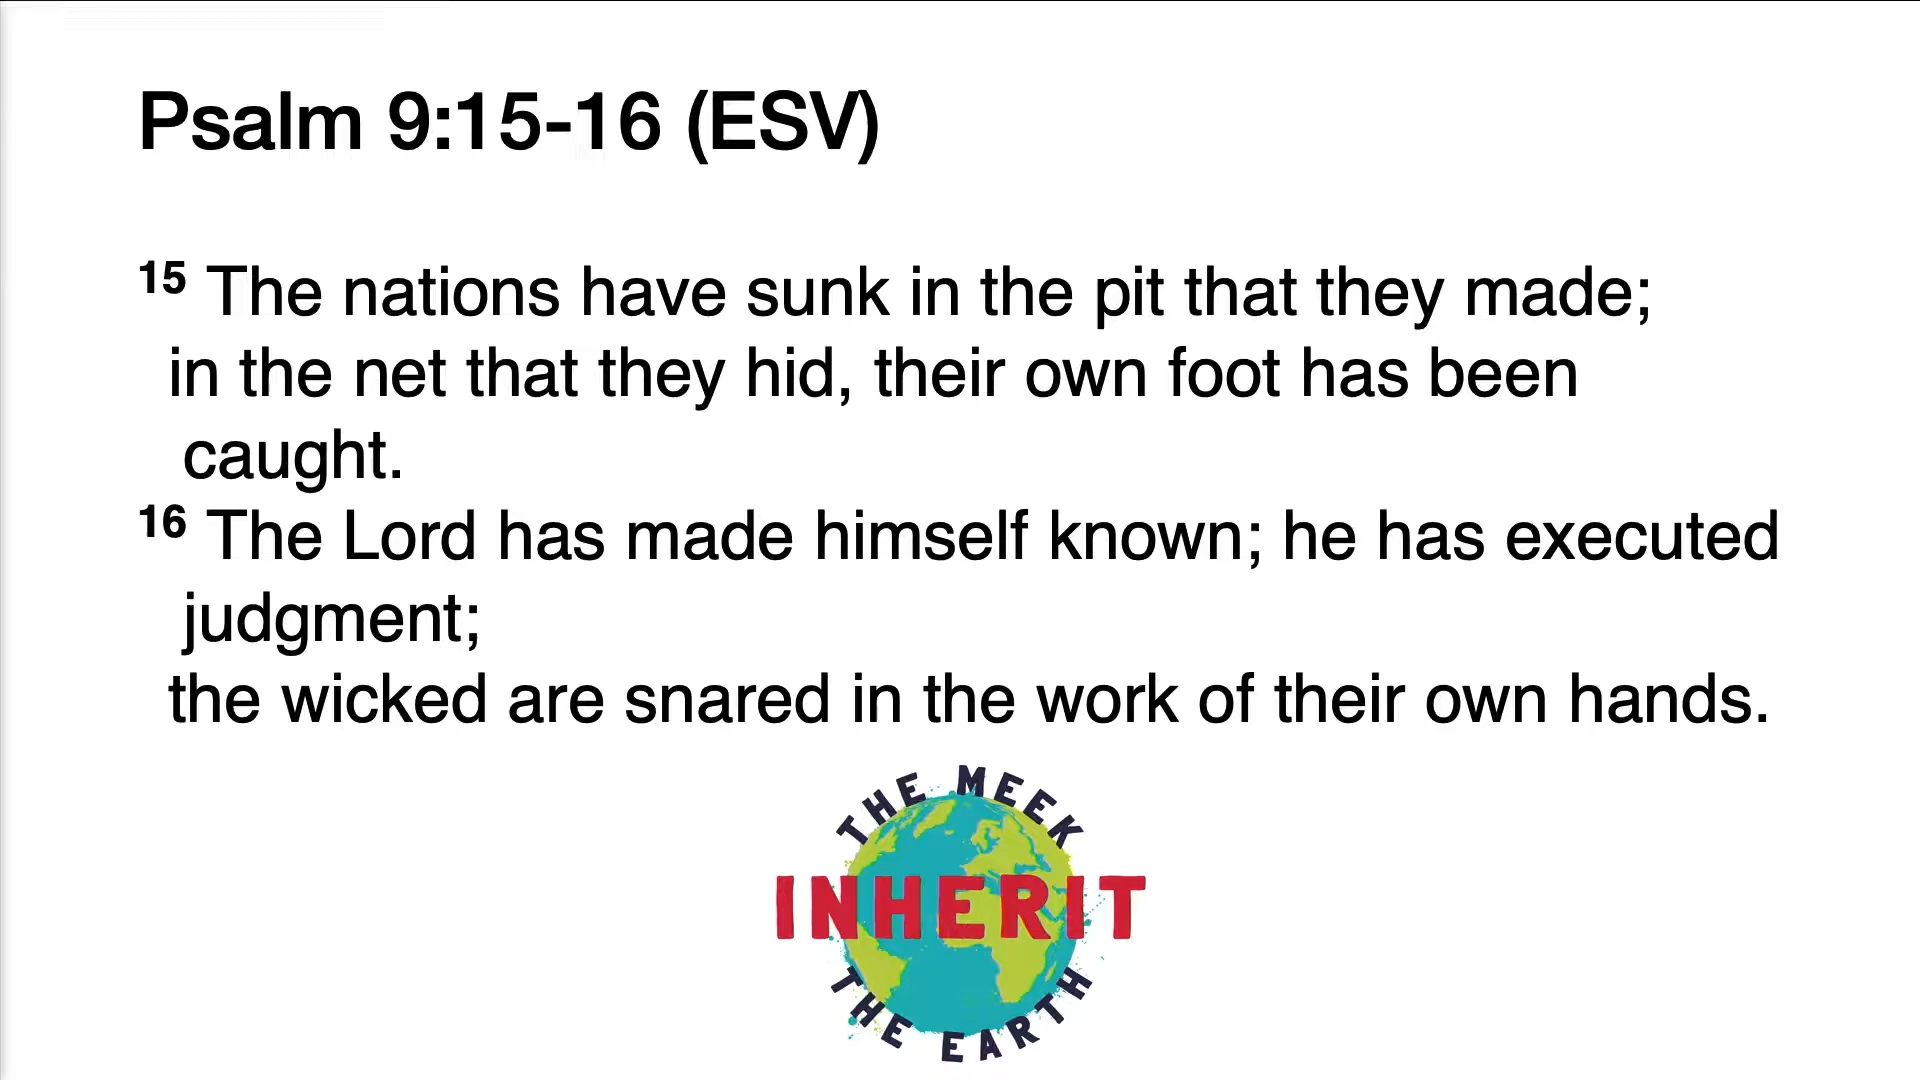 Psalm 9:15-16 (ESV)
15 The nations have sunk in the pit that they made;
in the net that they hid, their own foot has been
caught.
16 The Lord has made himself known; he has executed
judgment;
the wicked are snared in the work of their own hands.
THE MEEK
INHERIT
THE EARTH